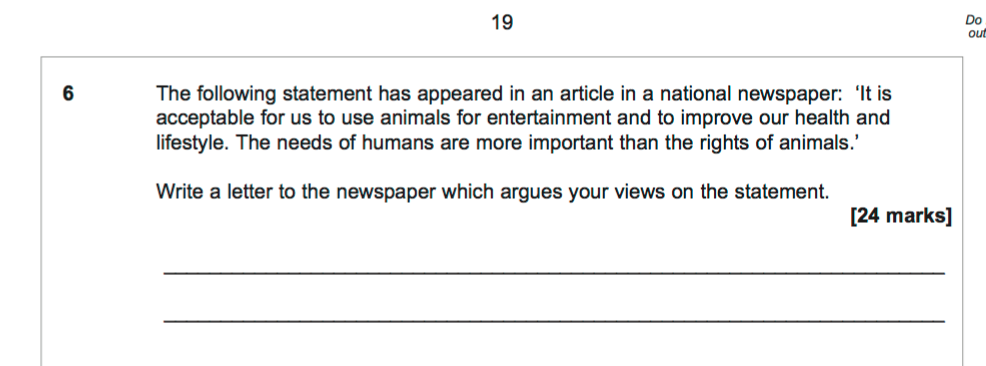 19
Do
out
6 The following statement has appeared in an article in a national newspaper: ‘It is
acceptable for us to use animals for entertainment and to improve our health and
lifestyle. The needs of humans are more important than the rights of animals.’
Write a letter to the newspaper which argues your views on the statement.
[24 marks]